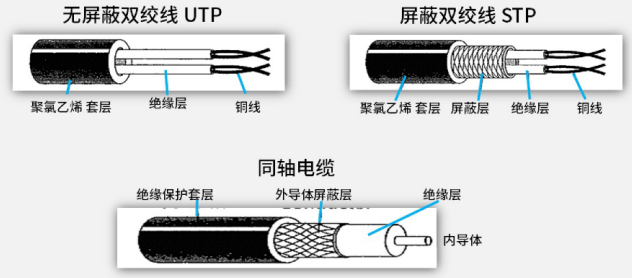 无屏蔽双绞线 UTP
屏蔽双绞线 STP
聚氯乙烯 套层
绝缘层
铜线
聚氯乙烯 套层
屏蔽层
绝缘层
铜线
同轴电缆
绝缘保护套层
外导体屏蔽层
绝缘层
内导体